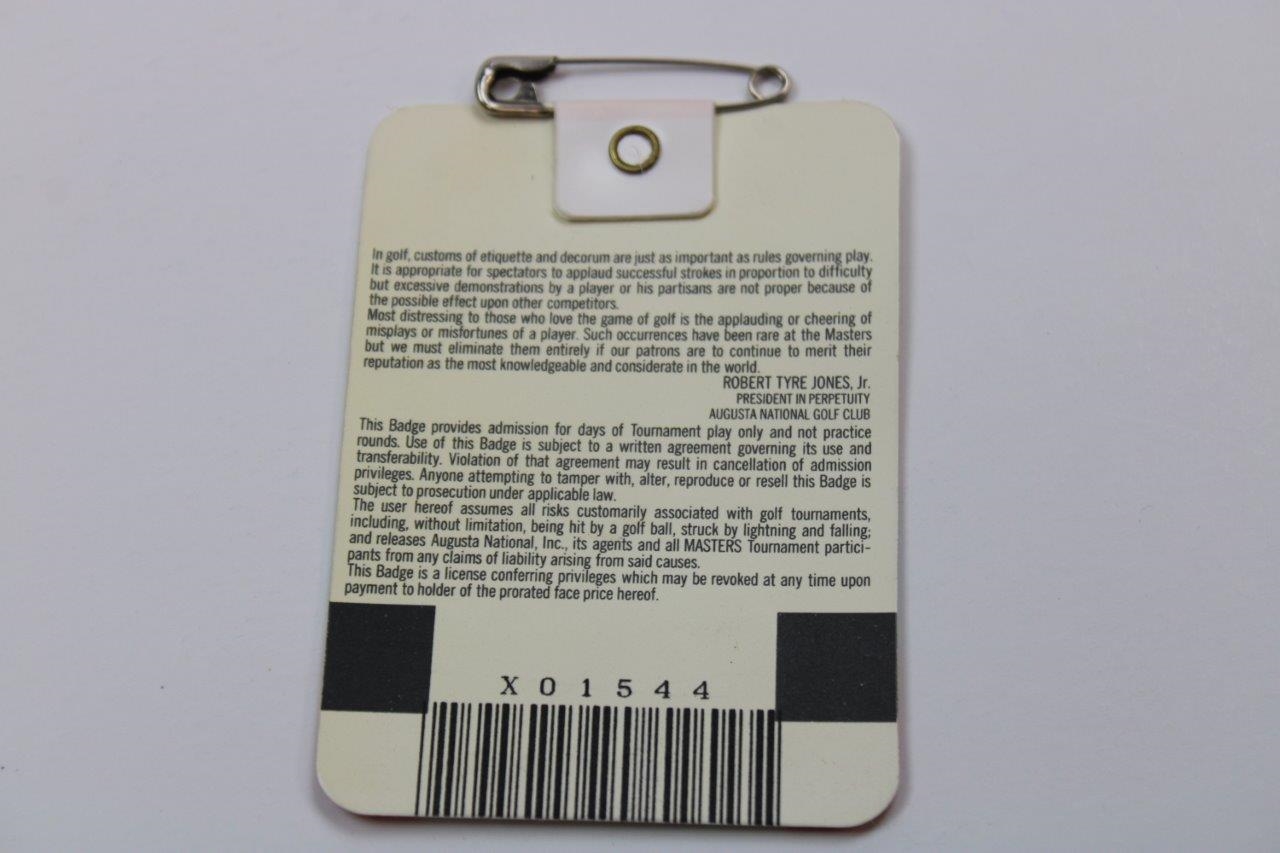 In golf, customs of etiquette and decorum are just as important as rules governing play.
It is appropriate for spectators to applaud successful strokes in proportion to difficulty
but excessive demonstrations by a player or his partisans are not proper because of
the possible effect upon other competitors.
Most distressing to those who love the game of golf is the applauding or cheering of
misplays or misfortunes of a player. Such occurrences have been rare at the Masters
but we must eliminate them entirely if our patrons are to continue to merit their
reputation as the most knowledgeable and considerate in the world.
ROBERT TYRE JONES, Jr.
PRESIDENT IN PERPETUITY
AUGUSTA NATIONAL GOLF CLUB
This Badge provides admission for days of Tournament play only and not practice
rounds. Use of this Badge is subject to a written agreement governing its use and
transferability. Violation of that agreement may result in cancellation of admission
privileges. Anyone attempting to tamper with, alter, reproduce or resell this Badge is
subject to prosecution under applicable law.
The user hereof assumes all risks customarily associated with golf tournaments,
including, without limitation, being hit by a golf ball, struck by lightning and falling;
and releases Augusta National, Inc., its agents and all MASTERS Tournament partici-
pants from any claims of liability arising from said causes.
This Badge is a license conferring privileges which may be revoked at any time upon
payment to holder of the prorated face price hereof.
X01544